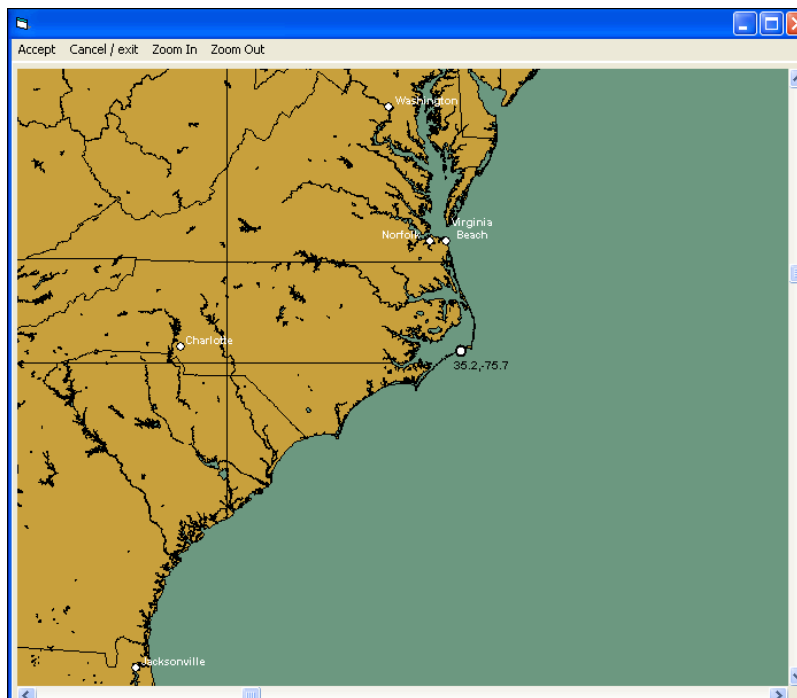 Accept Cancel / exit Zoom In Zoom Out
Washington
Virginia
Norfolk Beach
Charlotte
35.2,-75.7
Jacksonville